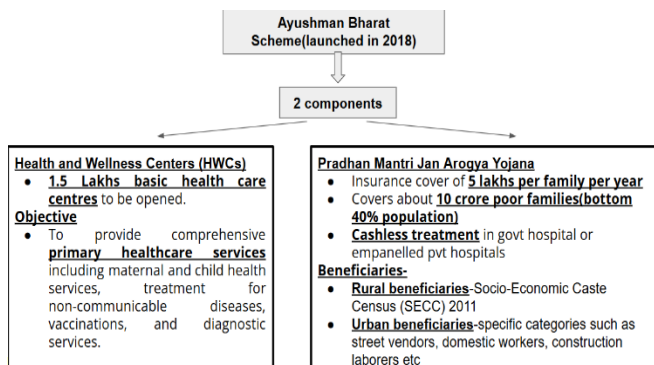 Ayushman Bharat
Scheme(launched in 2018)
2 components
Health and Wellness Centers (HWCs)
● 1.5 Lakhs basic health care
centres to be opened.
Objective
● To provide comprehensive
primary healthcare services
including maternal and child health
services, treatment for
non-communicable diseases,
vaccinations, and diagnostic
services.
Pradhan Mantri Jan Arogya Yojana
● Insurance cover of 5 lakhs per family per
year
● Covers about 10 crore poor families(bottom
40% population)
● Cashless treatment in govt hospital or
empanelled pvt hospitals
Beneficiaries-
● Rural beneficiaries-Socio-Economic Caste
Census (SECC) 2011
● Urban beneficiaries-specific categories such as
street vendors, domestic workers, construction
laborers etc